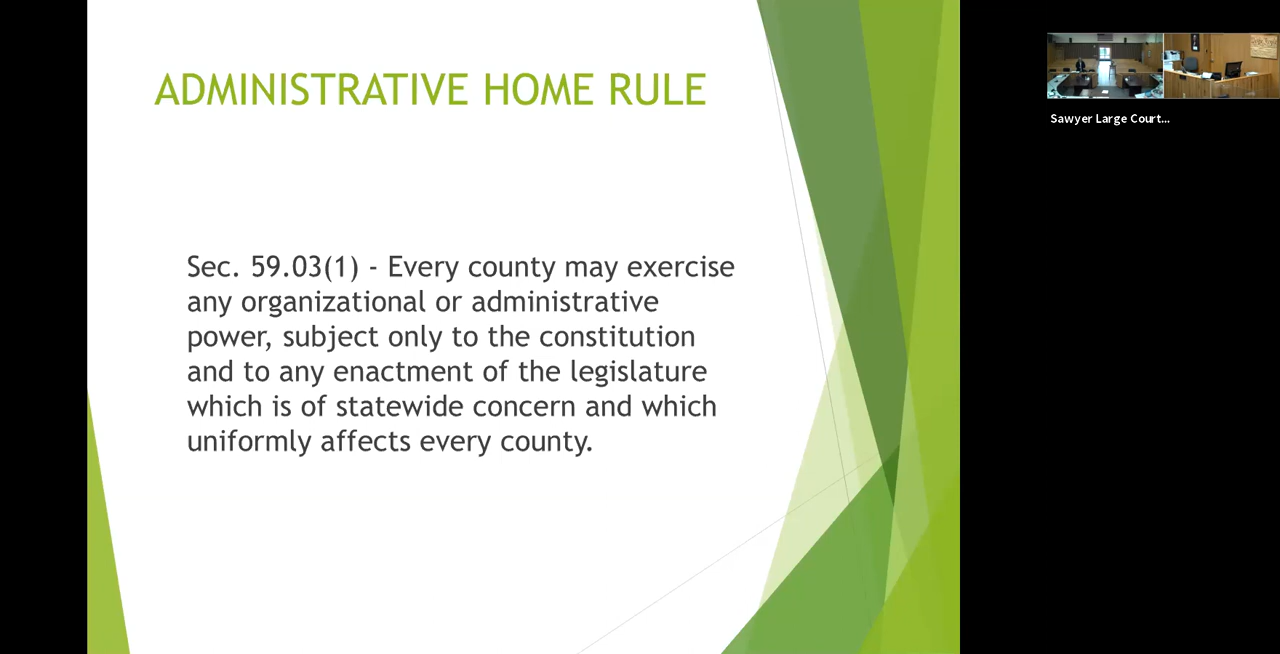 ADMINISTRATIVE HOME RULE
Sec. 59.03(1) - Every county may exercise
any organizational or administrative
power, subject only to the constitution
and to any enactment of the legislature
which is of statewide concern and which
uniformly affects every county.
Sawyer Large Court...